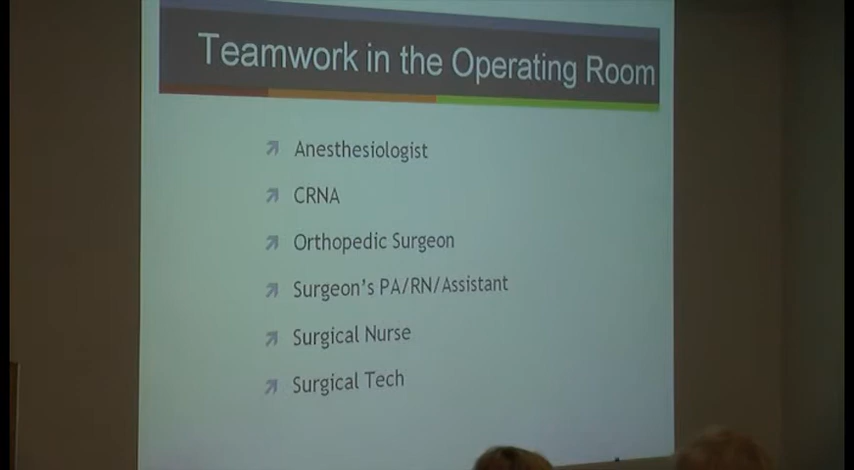 Teamwork in the Operating Room
Anesthesiologist
CRNA
Orthopedic Surgeon
Surgeon's PA/RN/Assistant
Surgical Nurse
Surgical Tech